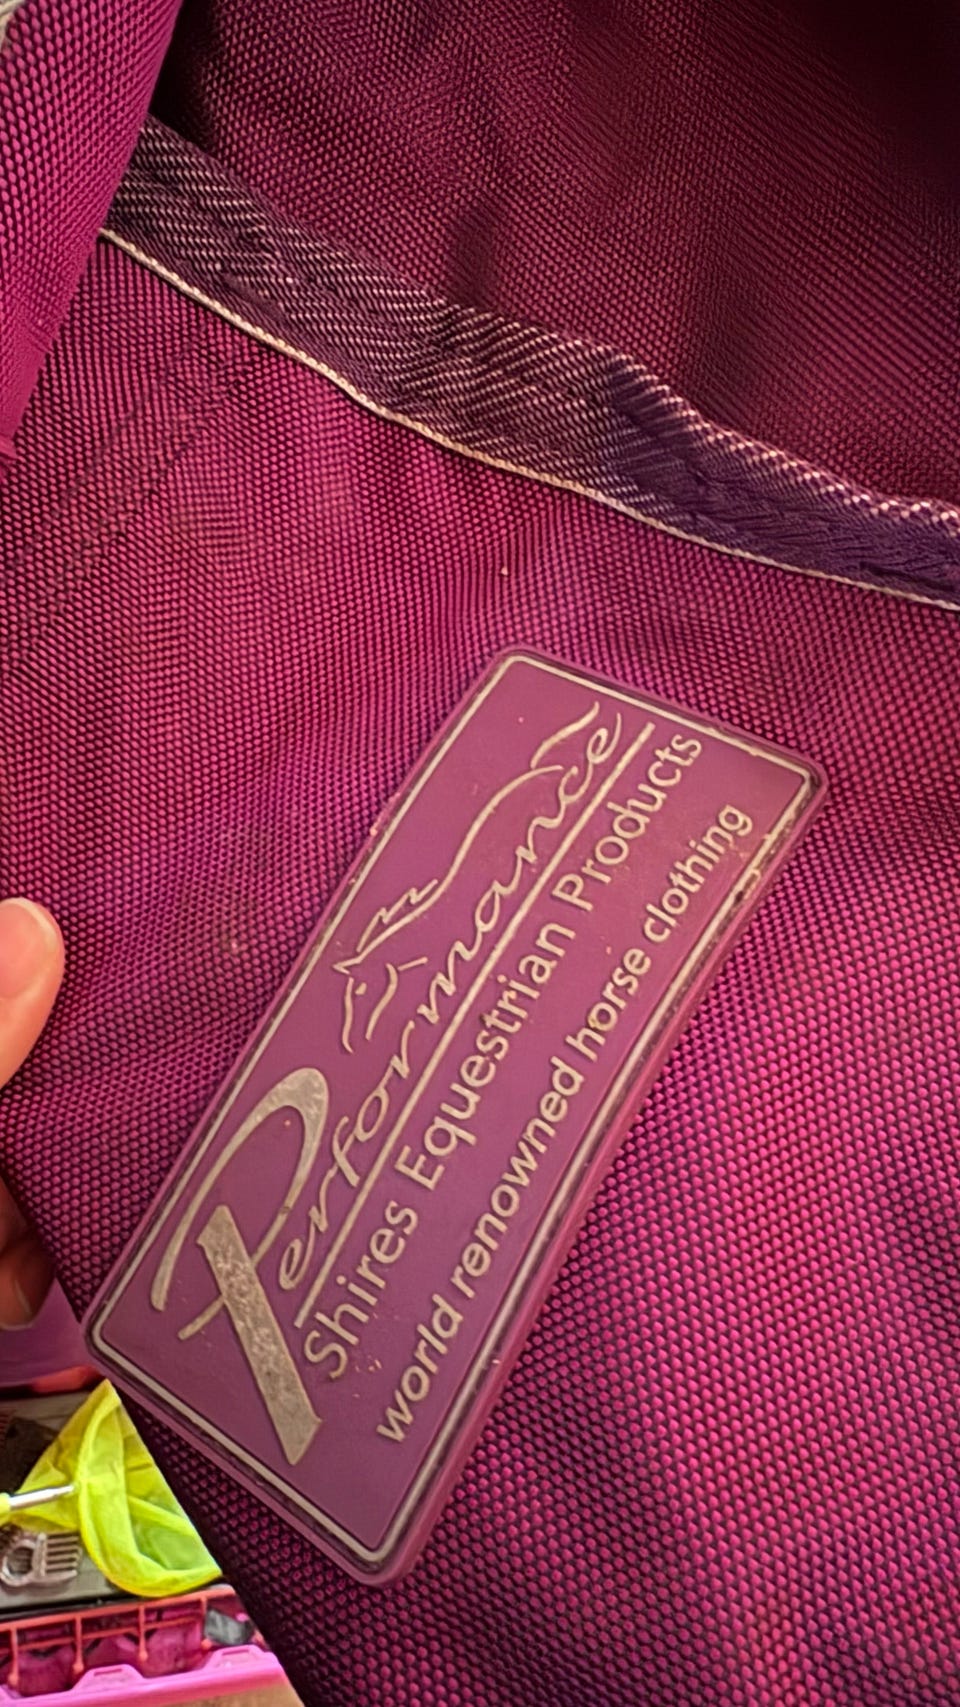 Performance
Shires Equestrian Products
world renowned horse clothing